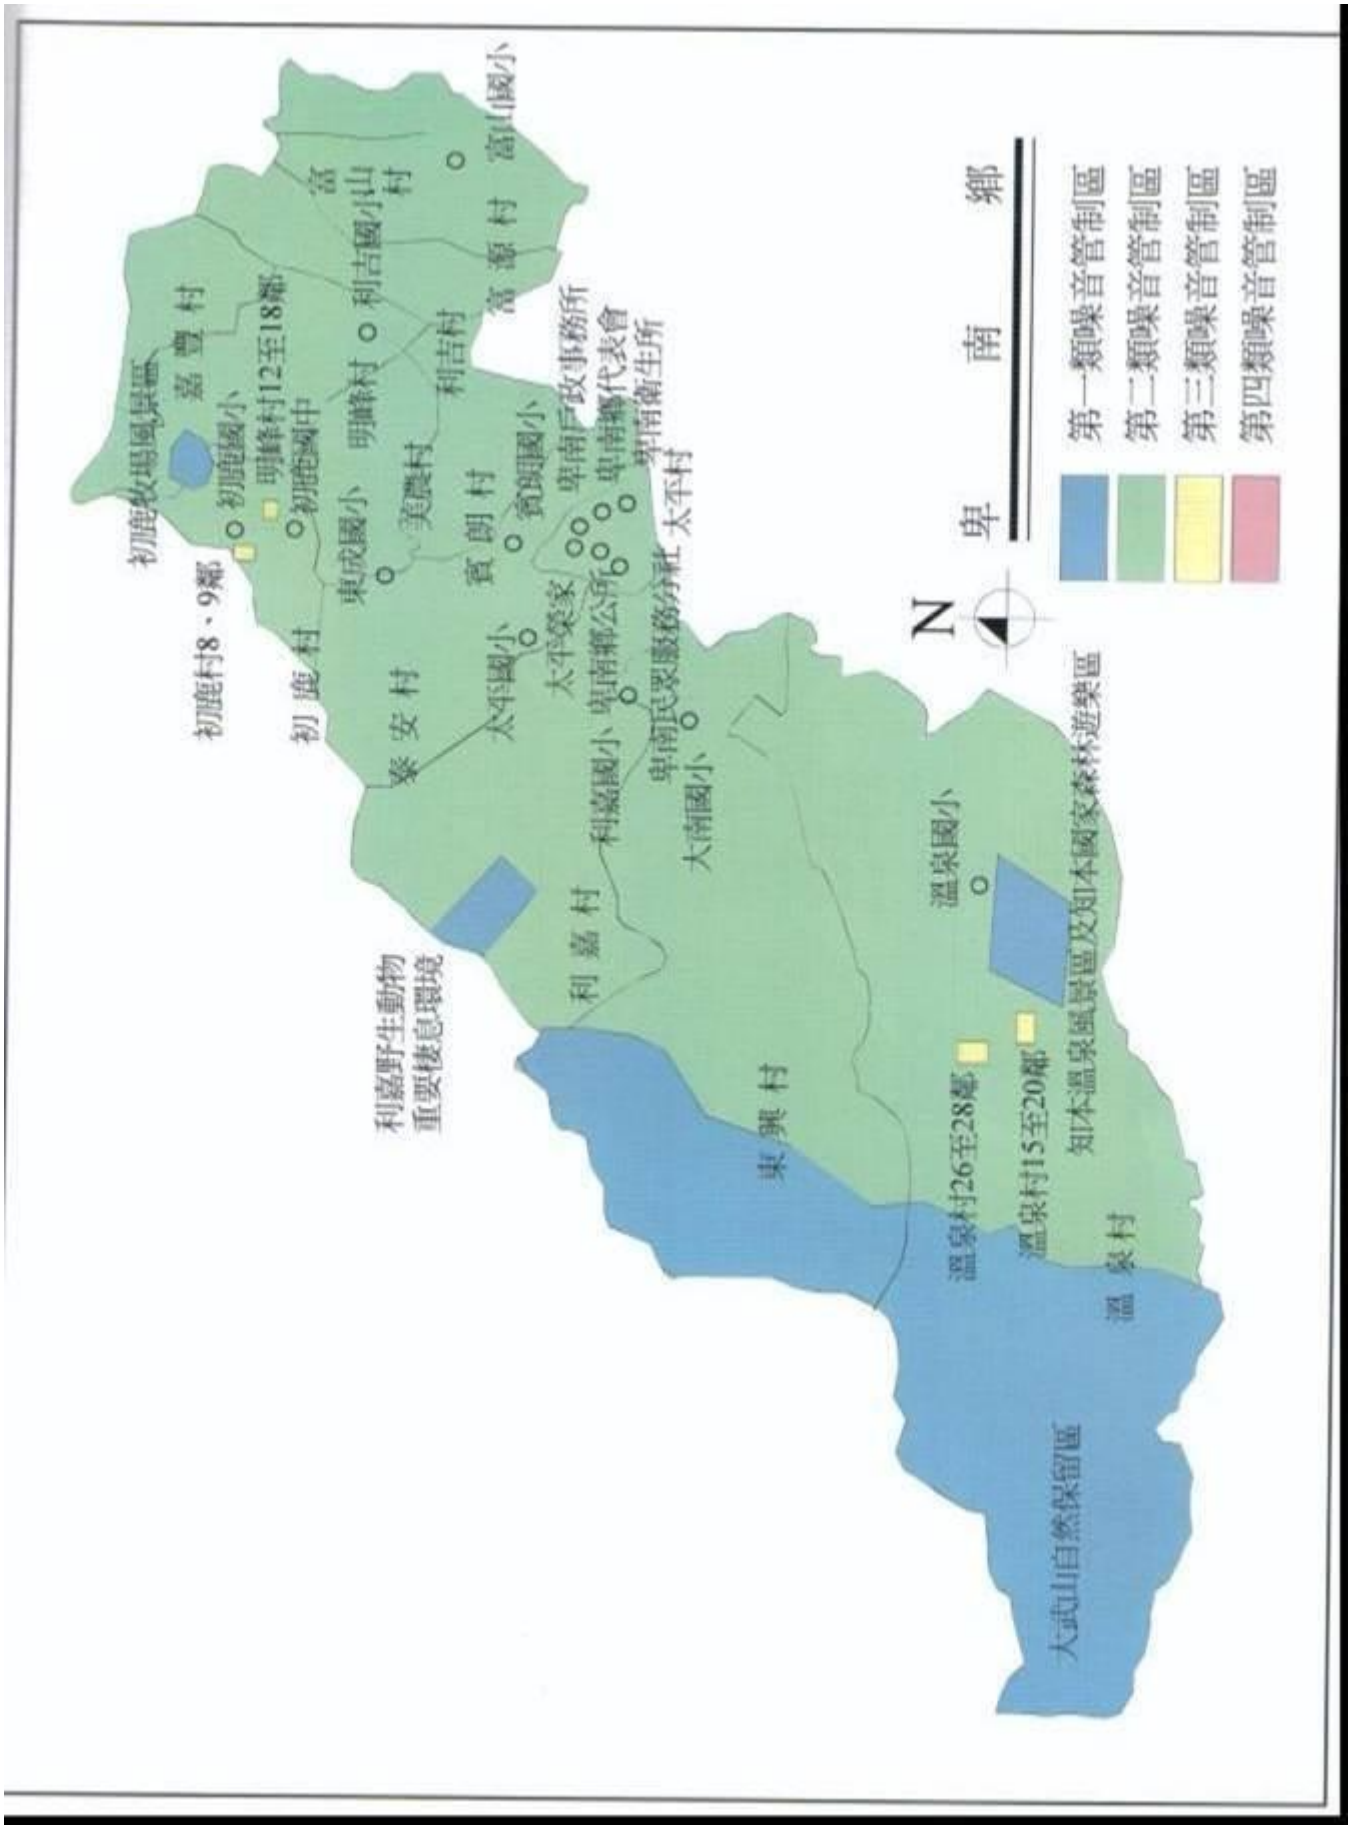 卑南鄉
N
第一類噪音管制區
第二類噪音管制區
第三類噪音管制區
第四類噪音管制區
初鹿牧場風景區
嘉豐村
初鹿國小
明峰村12至18鄰
初鹿國中
初鹿村8、9鄰
初鹿村
富山村
富山國小
利吉國小
富源村
明峰村
利吉村
東成國小
美農村
賓朗村
賓朗國小
卑南戶政事務所
卑南鄉代表會
卑南衛生所
太平村
泰安村
太平國小
太平榮家
卑南鄉公所
卑南民眾服務分社
利嘉國小
大南國小
利嘉村
利嘉野生動物
重要棲息環境
東興村
溫泉國小
知本溫泉風景區及知本國家森林遊樂區
溫泉村26至28鄰
溫泉村15至20鄰
溫泉村
大武山自然保留區